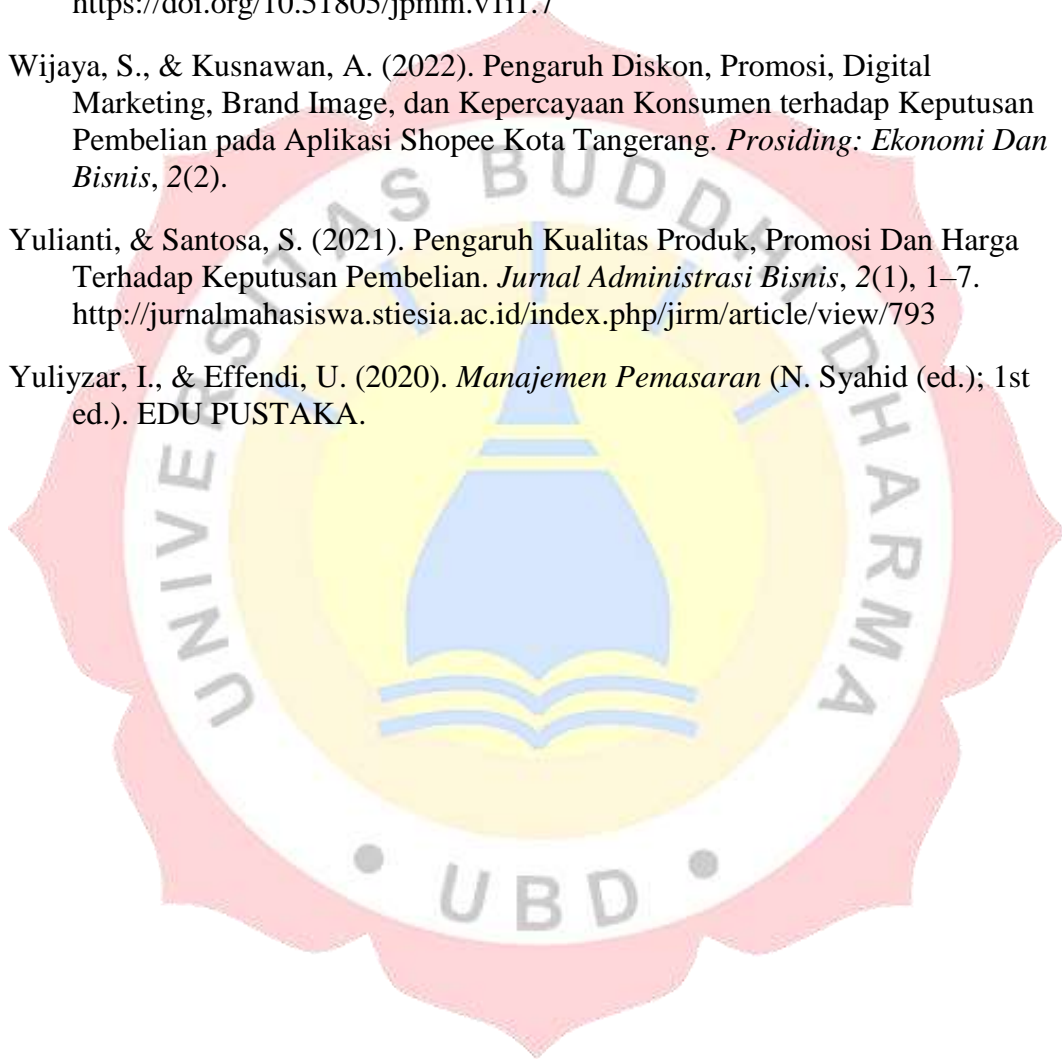 https://doi.org/10.51805/jpmm.v1i1.7
Wijaya, S., & Kusnawan, A. (2022). Pengaruh Diskon, Promosi, Digital
Marketing, Brand Image, dan Kepercayaan Konsumen terhadap Keputusan
Pembelian pada Aplikasi Shopee Kota Tangerang. Prosiding: Ekonomi Dan
Bisnis, 2(2).
Yulianti, & Santosa, S. (2021). Pengaruh Kualitas Produk, Promosi Dan Harga
Terhadap Keputusan Pembelian. Jurnal Administrasi Bisnis, 2(1), 1–7.
http://jurnalmahasiswa.stiesia.ac.id/index.php/jirm/article/view/793
Yuliyzar, I., & Effendi, U. (2020). Manajemen Pemasaran (N. Syahid (ed.); 1st
ed.). EDU PUSTAKA.
UNIVERSITAS BUDDHI DHARMA
• UBD •